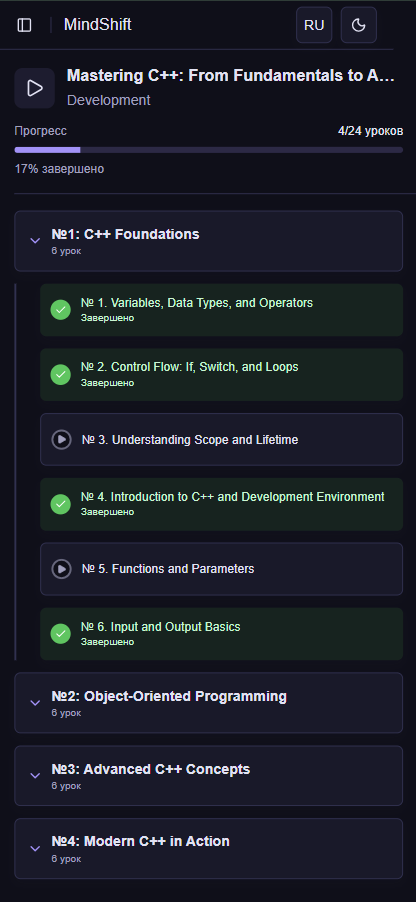 MindShift
RU
Mastering C++: From Fundamentals to A...
Development
Прогресс
4/24 уроков
17% завершено
№1: C++ Foundations
6 урок
№ 1. Variables, Data Types, and Operators
Завершено
№ 2. Control Flow: If, Switch, and Loops
Завершено
№ 3. Understanding Scope and Lifetime
№ 4. Introduction to C++ and Development Environment
Завершено
№ 5. Functions and Parameters
№ 6. Input and Output Basics
Завершено
№2: Object-Oriented Programming
6 урок
№3: Advanced C++ Concepts
6 урок
№4: Modern C++ in Action
6 урок